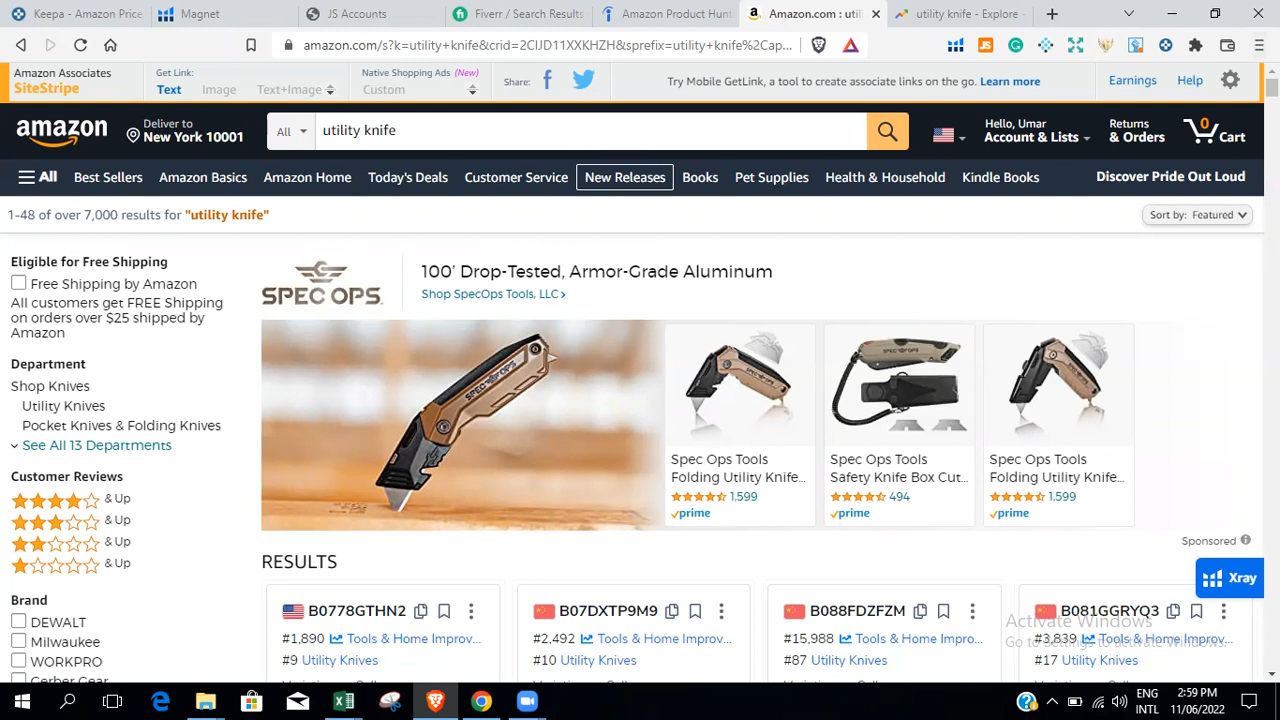 Keepa - Amazon Price
Magnet
JS Accounts
Fiverr / Search Results
Amazon Product Hunt
Amazon.com : uti
utility knife - Explore -
amazon.com/s?k=utility+knife&crid=2CIJD11XXKHZH&sprefix=utility+knife%2Cap...
Amazon Associates
SiteStripe
Get Link:
Text Image Text+Image
Native Shopping Ads (New)
Custom
Share:
Try Mobile GetLink, a tool to create associate links on the go. Learn more
Earnings
Help
amazon
Deliver to
New York 10001
All
utility knife
Hello, Umar
Account & Lists
Returns
& Orders
0
Cart
All
Best Sellers
Amazon Basics
Amazon Home
Today's Deals
Customer Service
New Releases
Books
Pet Supplies
Health & Household
Kindle Books
Discover Pride Out Loud
1-48 of over 7,000 results for "utility knife"
Sort by: Featured
Eligible for Free Shipping
Free Shipping by Amazon
All customers get FREE Shipping
on orders over $25 shipped by
Amazon
Department
Shop Knives
Utility Knives
Pocket Knives & Folding Knives
See All 13 Departments
Customer Reviews
& Up
& Up
& Up
& Up
Brand
DEWALT
Milwaukee
WORKPRO
Gerber Gear
SPEC OPS
100' Drop-Tested, Armor-Grade Aluminum
Shop SpecOps Tools, LLC
SPEC OPS
Spec Ops Tools
Folding Utility Knife...
1,599
prime
Spec Ops Tools
Safety Knife Box Cut...
494
prime
Spec Ops Tools
Folding Utility Knife...
1,599
prime
Sponsored
Xray
RESULTS
B0778GTHN2
#1,890 Tools & Home Improv...
#9 Utility Knives
B07DXTP9M9
#2,492 Tools & Home Improv...
#10 Utility Knives
B088FDZFZM
#15,988 Tools & Home Impro...
#87 Utility Knives
B081GGRYQ3
#3,839 Tools & Home Improv...
#17 Utility Knives
Activate Windows
Go to Settings to activate Windows.
ENG
INTL
2:59 PM
11/06/2022